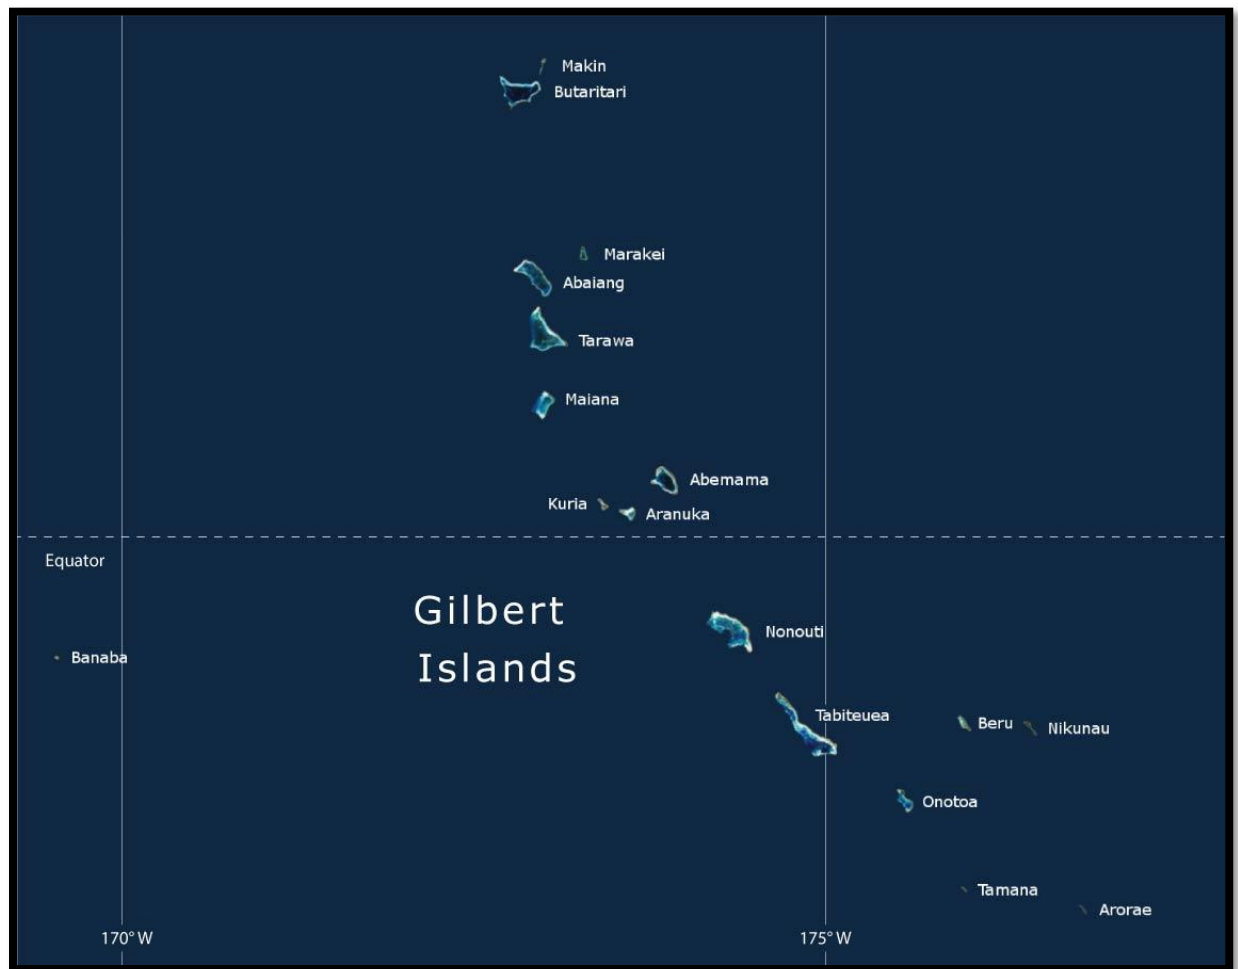 Makin
Butaritari
Marakei
Abaiang
Tarawa
Maiana
Abemama
Kuria
Aranuka
Equator
Gilbert
Islands
Nonouti
Banaba
Tabiteuea
Beru
Nikunau
Onotoa
Tamana
Arorae
170° W
175° W